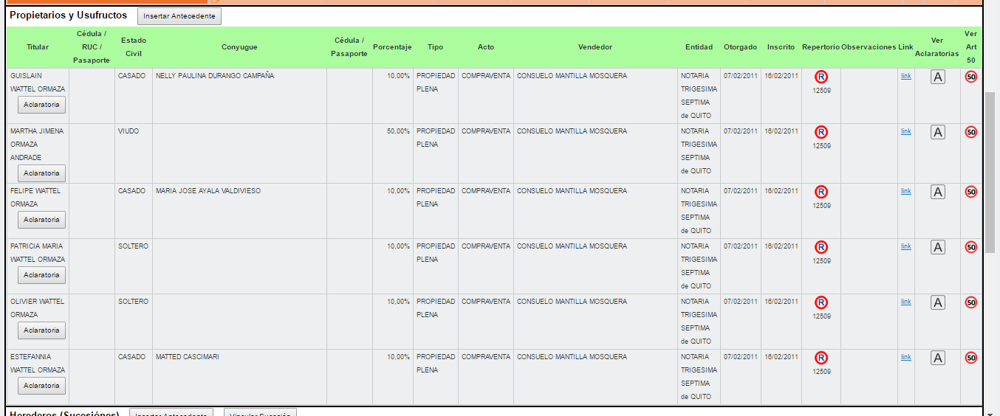 Propietarios y Usufructos Insertar Antecedente
Titular Cédula / RUC / Pasaporte Estado Civil Conyugue Cédula / Pasaporte Porcentaje Tipo Acto Vendedor Entidad Otorgado Inscrito Repertorio Observaciones Link Ver Aclaratorias Ver Art 50
GUISLAIN CASADO NELLY PAULINA DURANGO CAMPAÑA 10,00% PROPIEDAD COMPRAVENTA CONSUELO MANTILLA MOSQUERA NOTARIA 07/02/2011 16/02/2011 R link A 50
WATTEL ORMAZA PLENA TRIGESIMA 12509
Aclaratoria SEPTIMA
de QUITO
MARTHA JIMENA VIUDO 50,00% PROPIEDAD COMPRAVENTA CONSUELO MANTILLA MOSQUERA NOTARIA 07/02/2011 16/02/2011 R link A 50
ORMAZA PLENA TRIGESIMA 12509
ANDRADE SEPTIMA
Aclaratoria de QUITO
FELIPE WATTEL CASADO MARIA JOSE AYALA VALDIVIESO 10,00% PROPIEDAD COMPRAVENTA CONSUELO MANTILLA MOSQUERA NOTARIA 07/02/2011 16/02/2011 R link A 50
ORMAZA PLENA TRIGESIMA 12509
Aclaratoria SEPTIMA
de QUITO
PATRICIA MARIA SOLTERO 10,00% PROPIEDAD COMPRAVENTA CONSUELO MANTILLA MOSQUERA NOTARIA 07/02/2011 16/02/2011 R link A 50
WATTEL ORMAZA PLENA TRIGESIMA 12509
Aclaratoria SEPTIMA
de QUITO
OLIVIER WATTEL SOLTERO 10,00% PROPIEDAD COMPRAVENTA CONSUELO MANTILLA MOSQUERA NOTARIA 07/02/2011 16/02/2011 R link A 50
ORMAZA PLENA TRIGESIMA 12509
Aclaratoria SEPTIMA
de QUITO
ESTEFANNIA CASADO MATTED CASCIMARI 10,00% PROPIEDAD COMPRAVENTA CONSUELO MANTILLA MOSQUERA NOTARIA 07/02/2011 16/02/2011 R link A 50
WATTEL ORMAZA PLENA TRIGESIMA 12509
Aclaratoria SEPTIMA
de QUITO
Herederos (Sucesiónes) Insertar Antecedente Vincular Sucesión